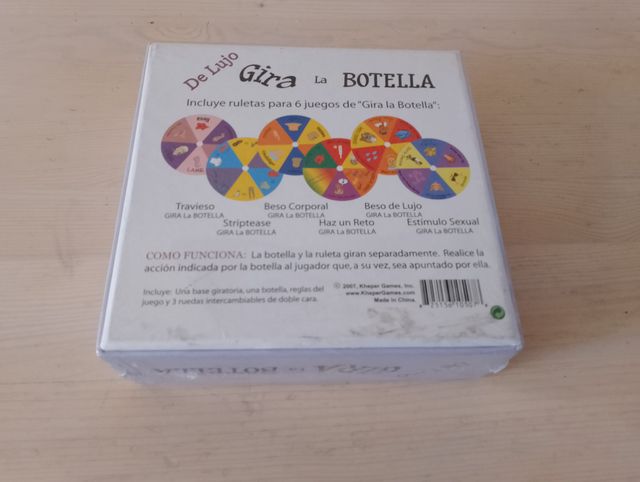 De Lujo Gira La BOTELLA
Incluye ruletas para 6 juegos de "Gira la Botella":
Travieso
GIRA La BOTELLA
Beso Corporal
GIRA La BOTELLA
Beso de Lujo
GIRA La BOTELLA
Striptease
GIRA La BOTELLA
Haz un Reto
GIRA La BOTELLA
Estímulo Sexual
GIRA La BOTELLA
COMO FUNCIONA: La botella y la ruleta giran separadamente. Realice la
acción indicada por la botella al jugador que, a su vez, sea apuntado por ella.
Incluye: Una base giratoria, una botella, reglas del
juego y 3 ruedas intercambiables de doble cara.
© 2007, Kheper Games, Inc.
www.KheperGames.com
Made in China.
GIRA La BOTELLA